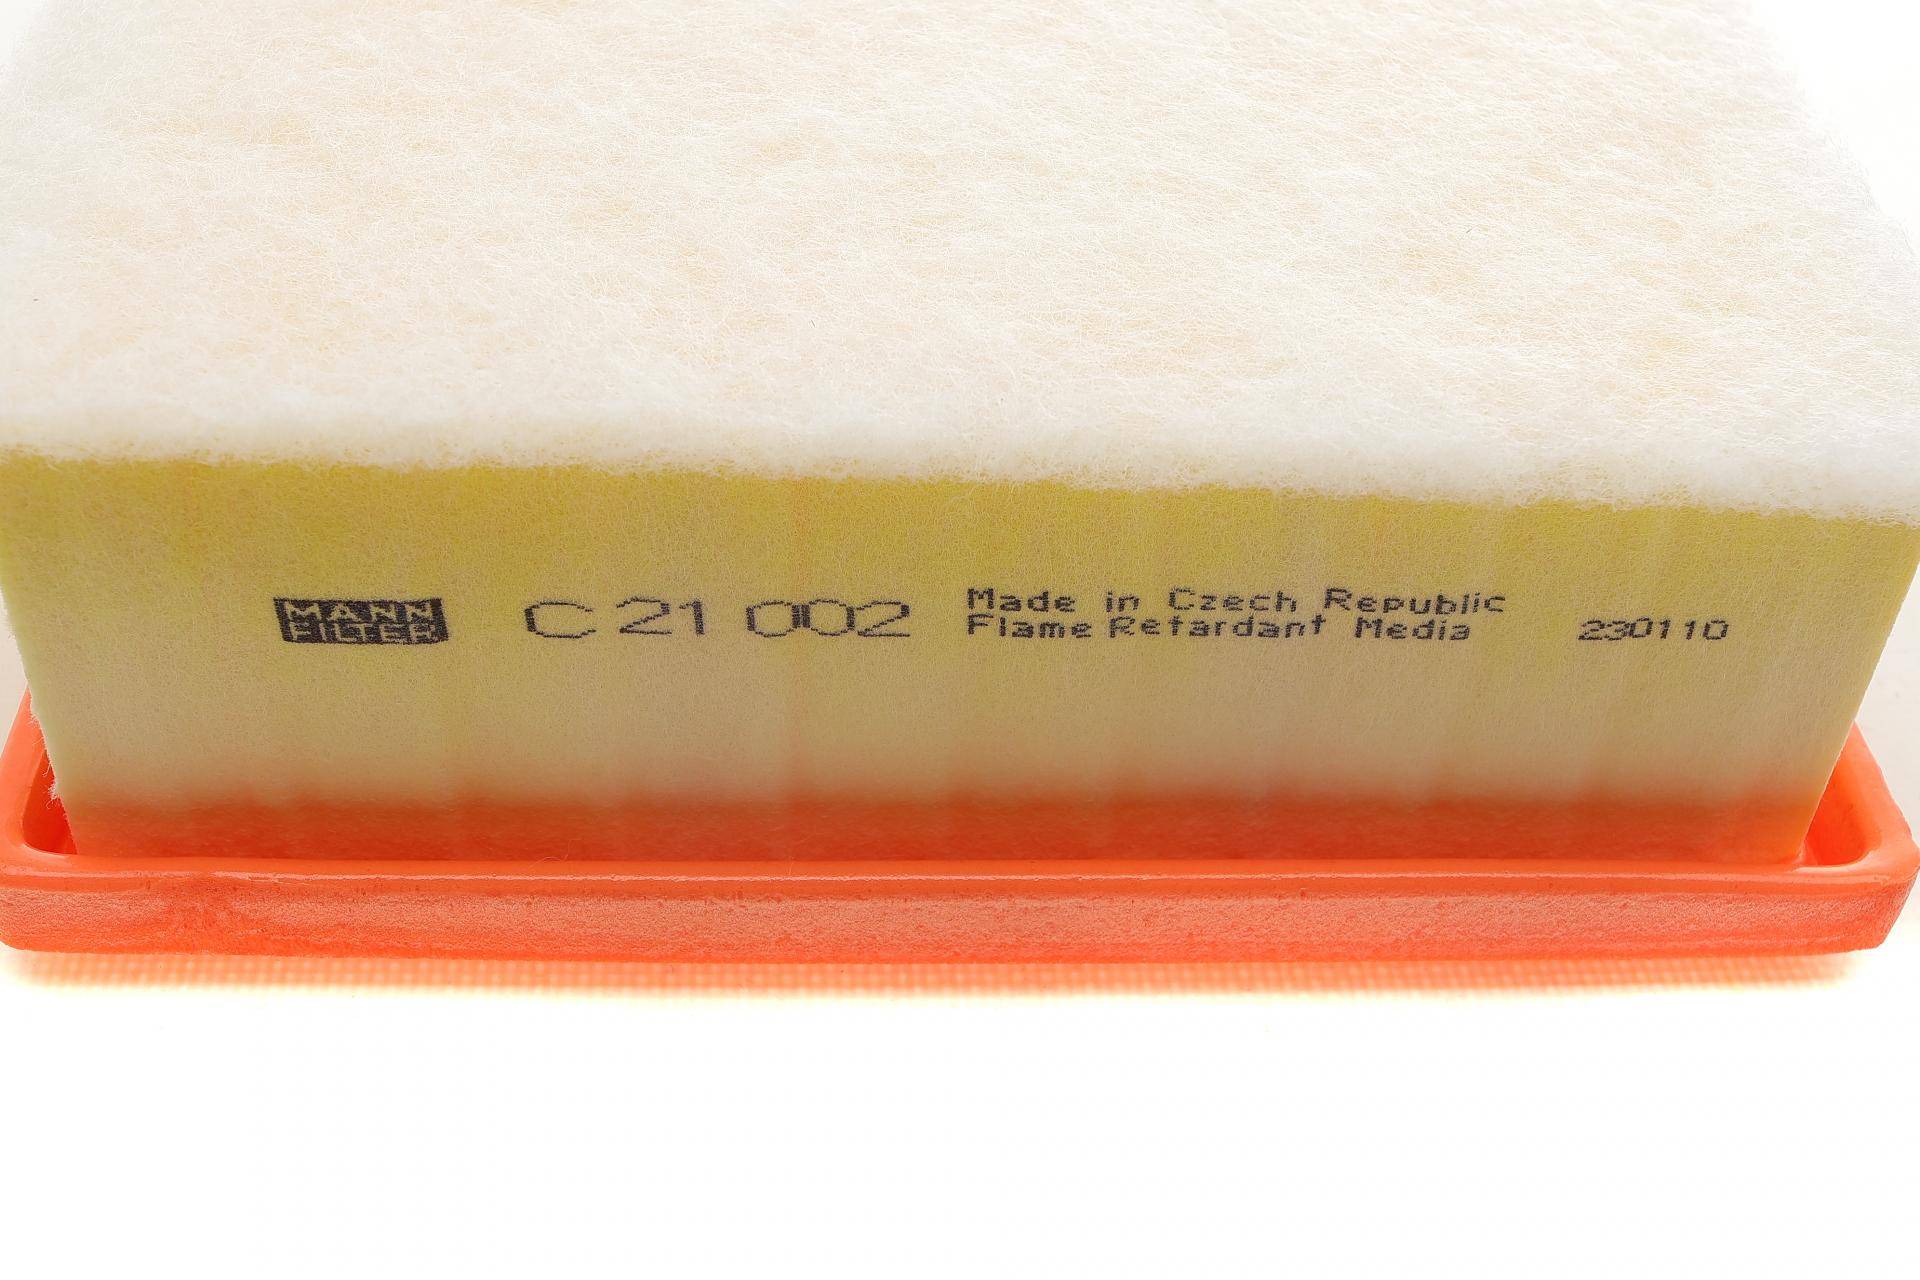 MANN
FILTER
C 21 002
Made in Czech Republic
Flame Retardant Media
230110